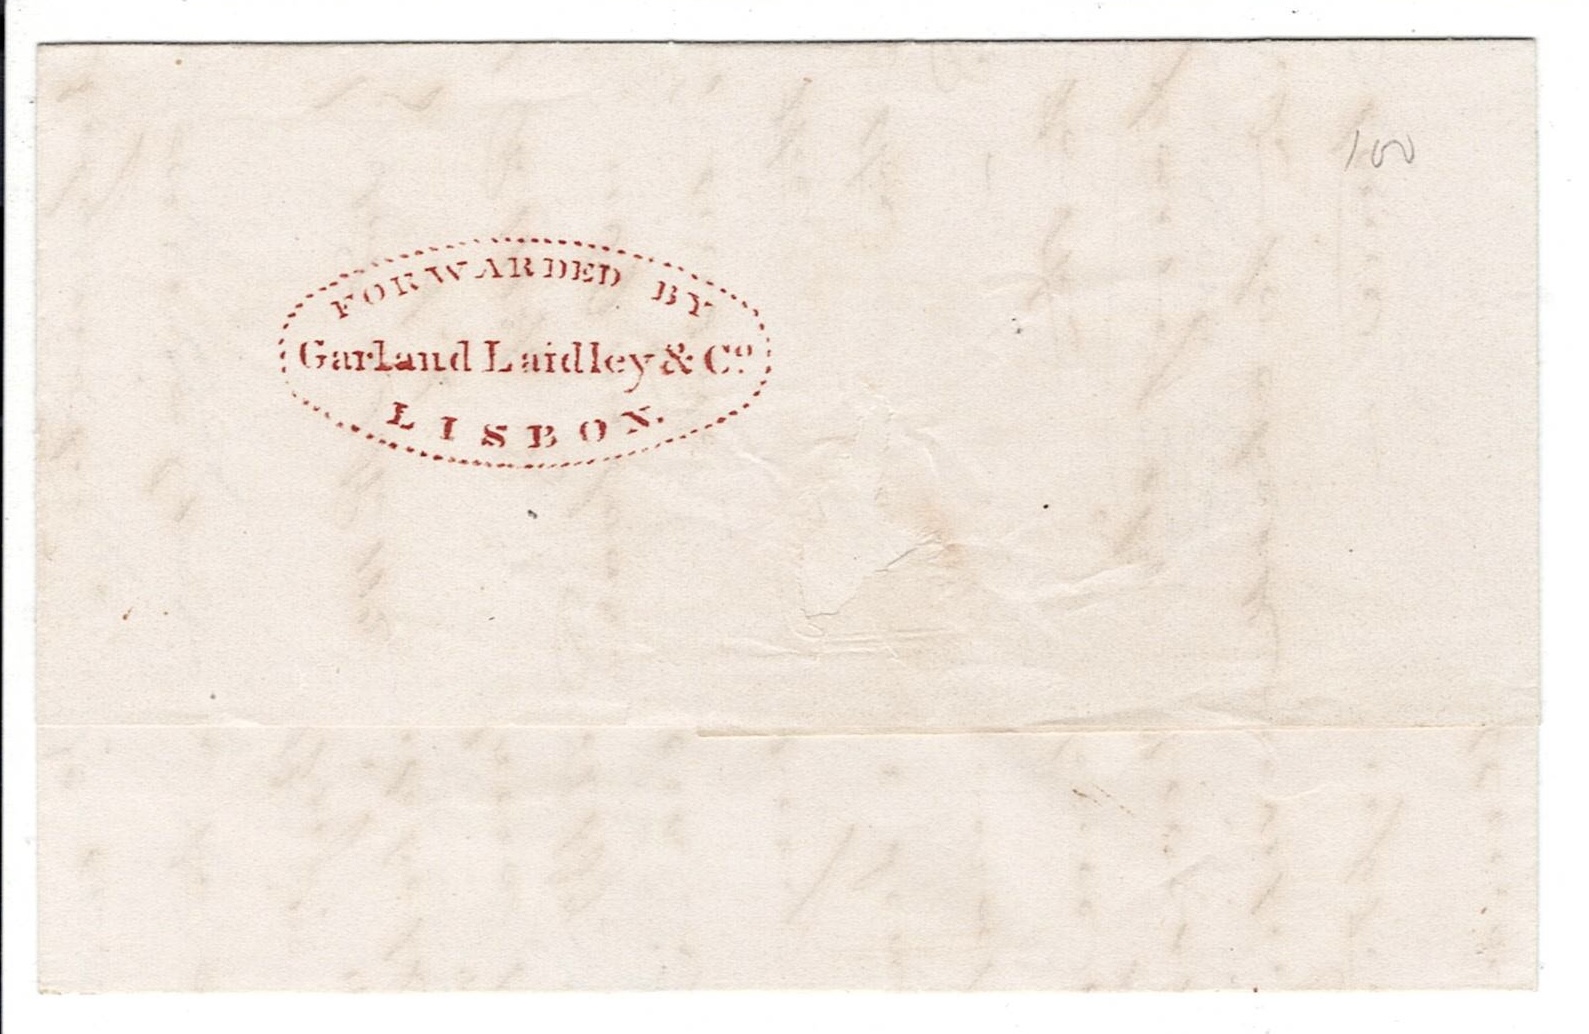 100
FORWARDED BY
Garland Laidley & Cº
LISBON.